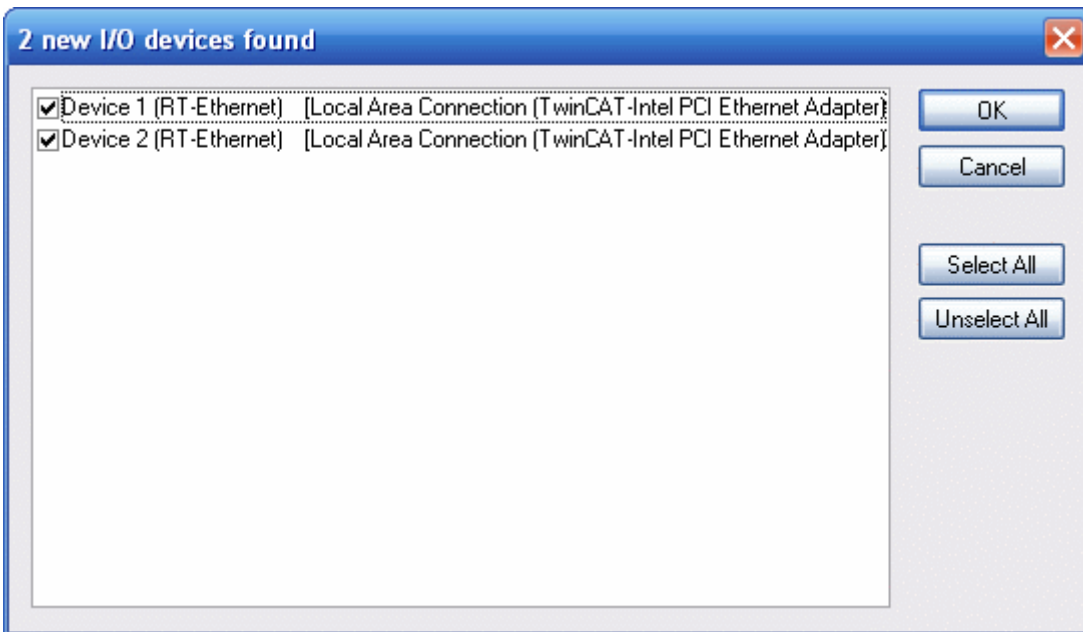 2 new I/O devices found
Device 1 (RT-Ethernet) [Local Area Connection (TwinCAT-Intel PCI Ethernet Adapter)
Device 2 (RT-Ethernet) [Local Area Connection (TwinCAT-Intel PCI Ethernet Adapter)
OK
Cancel
Select All
Unselect All